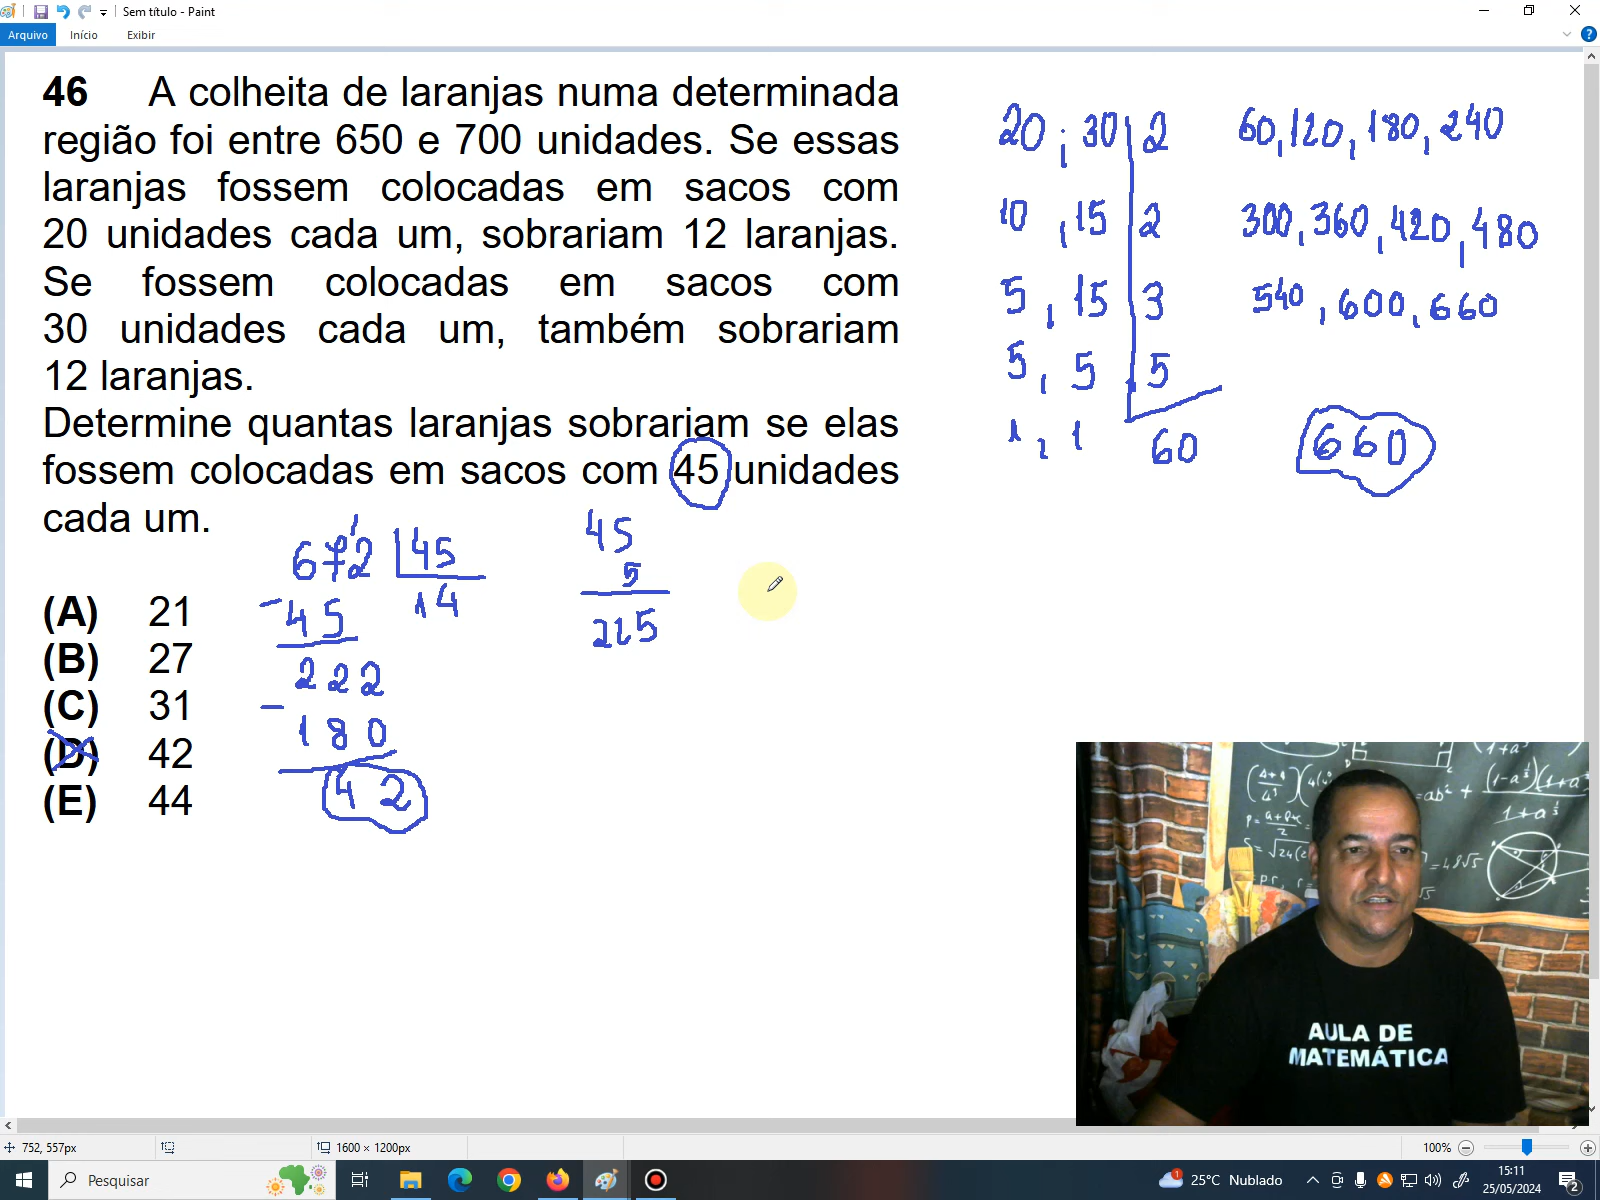 Sem título - Paint
Arquivo Início Exibir
46 A colheita de laranjas numa determinada
região foi entre 650 e 700 unidades. Se essas
laranjas fossem colocadas em sacos com
20 unidades cada um, sobrariam 12 laranjas.
Se fossem colocadas em sacos com
30 unidades cada um, também sobrariam
12 laranjas.
Determine quantas laranjas sobrariam se elas
fossem colocadas em sacos com 45 unidades
cada um.
(A) 21
(B) 27
(C) 31
(D) 42
(E) 44
672 45
- 45 14
222
- 180
42
45
5
225
20, 30 2
10, 15 2
5, 15 3
5, 5 5
1, 1 60
60, 120, 180, 240
300, 360, 420, 480
540, 600, 660
660
AULA DE
MATEMÁTICA
752, 557px 1600 × 1200px 100%
Pesquisar
1
25°C Nublado
15:11
25/05/2024
2